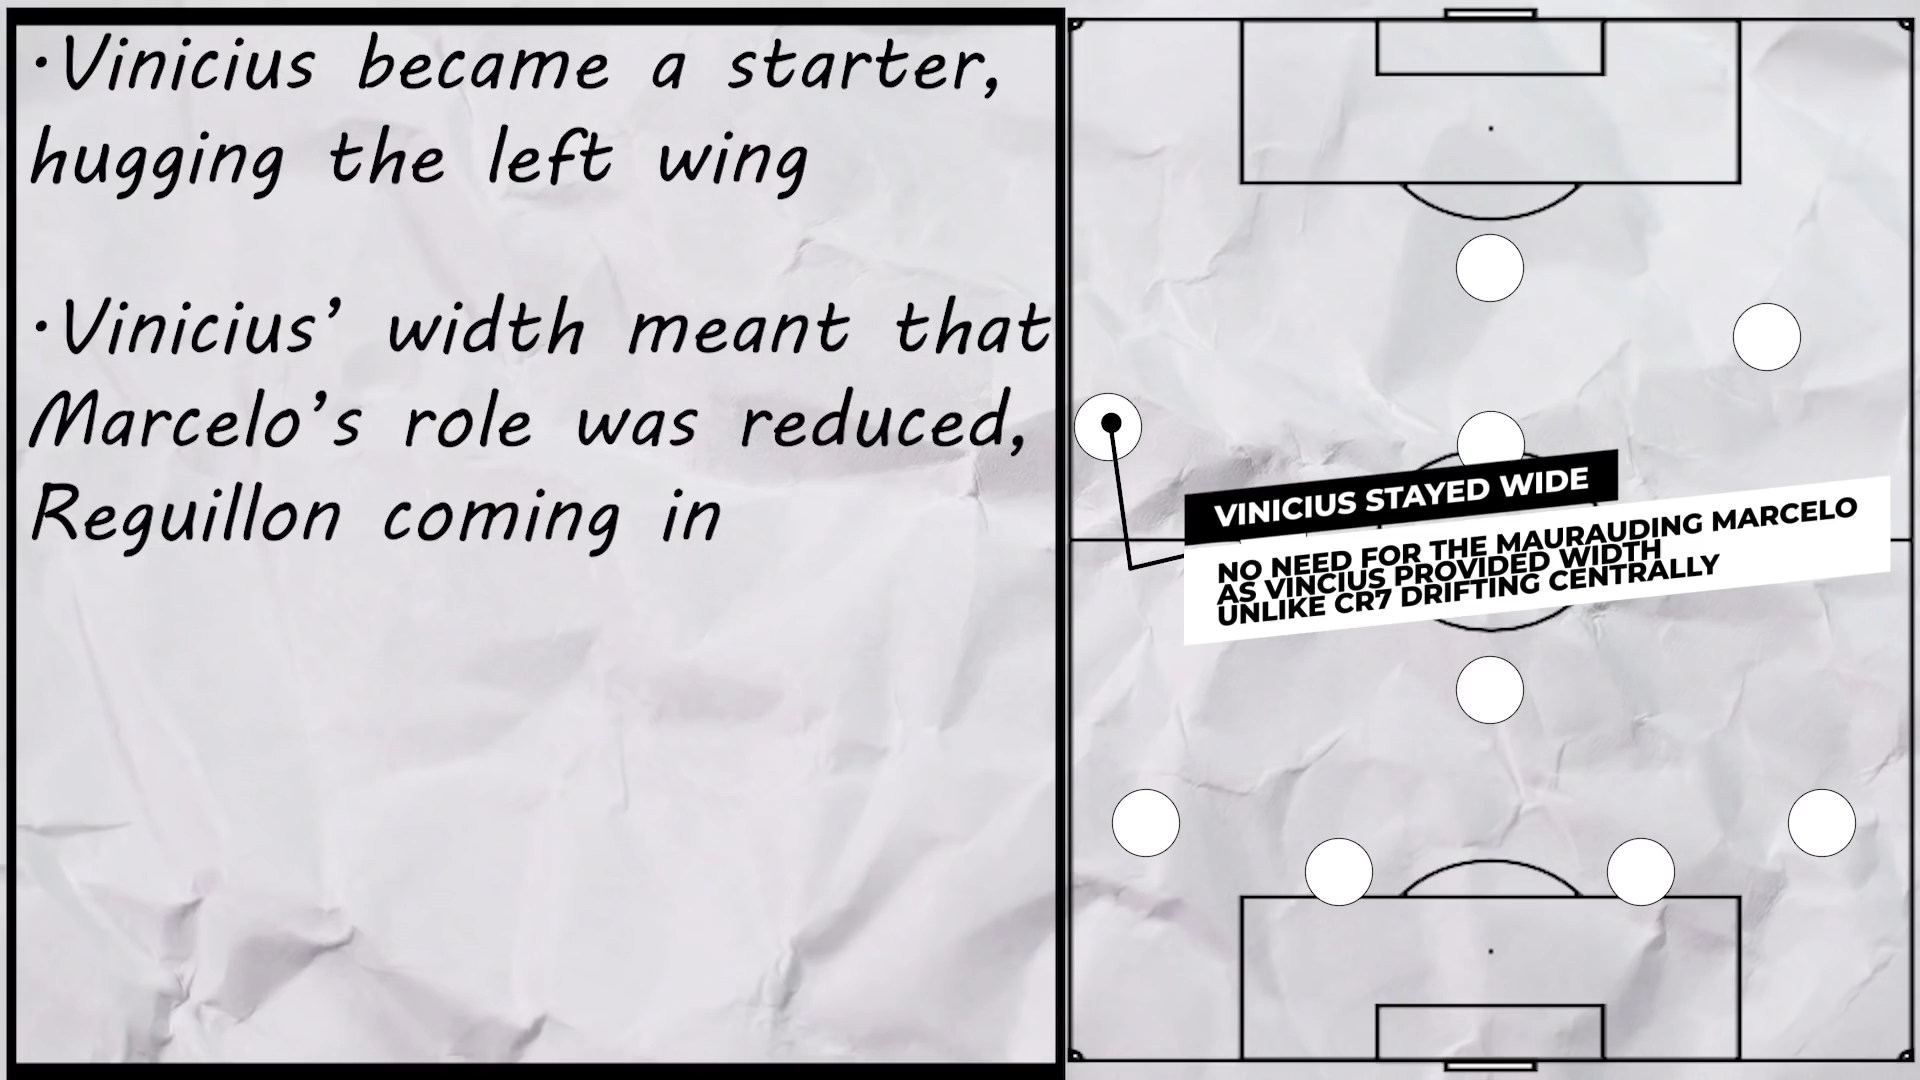 ·Vinicius became a starter,
hugging the left wing
·Vinicius’ width meant that
Marcelo’s role was reduced,
Reguillon coming in
VINICIUS STAYED WIDE
NO NEED FOR THE MAURAUDING MARCELO
AS VINCIUS PROVIDED WIDTH
UNLIKE CR7 DRIFTING CENTRALLY